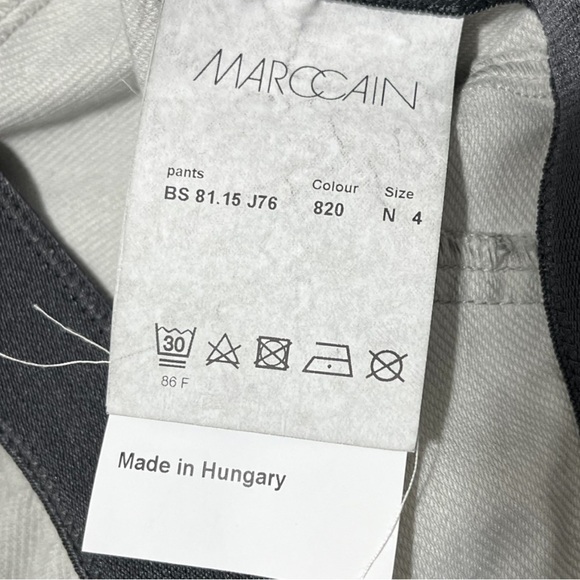 MARCCAIN
pants Colour Size
BS 81.15 J76 820 N 4
30
86 F
Made in Hungary